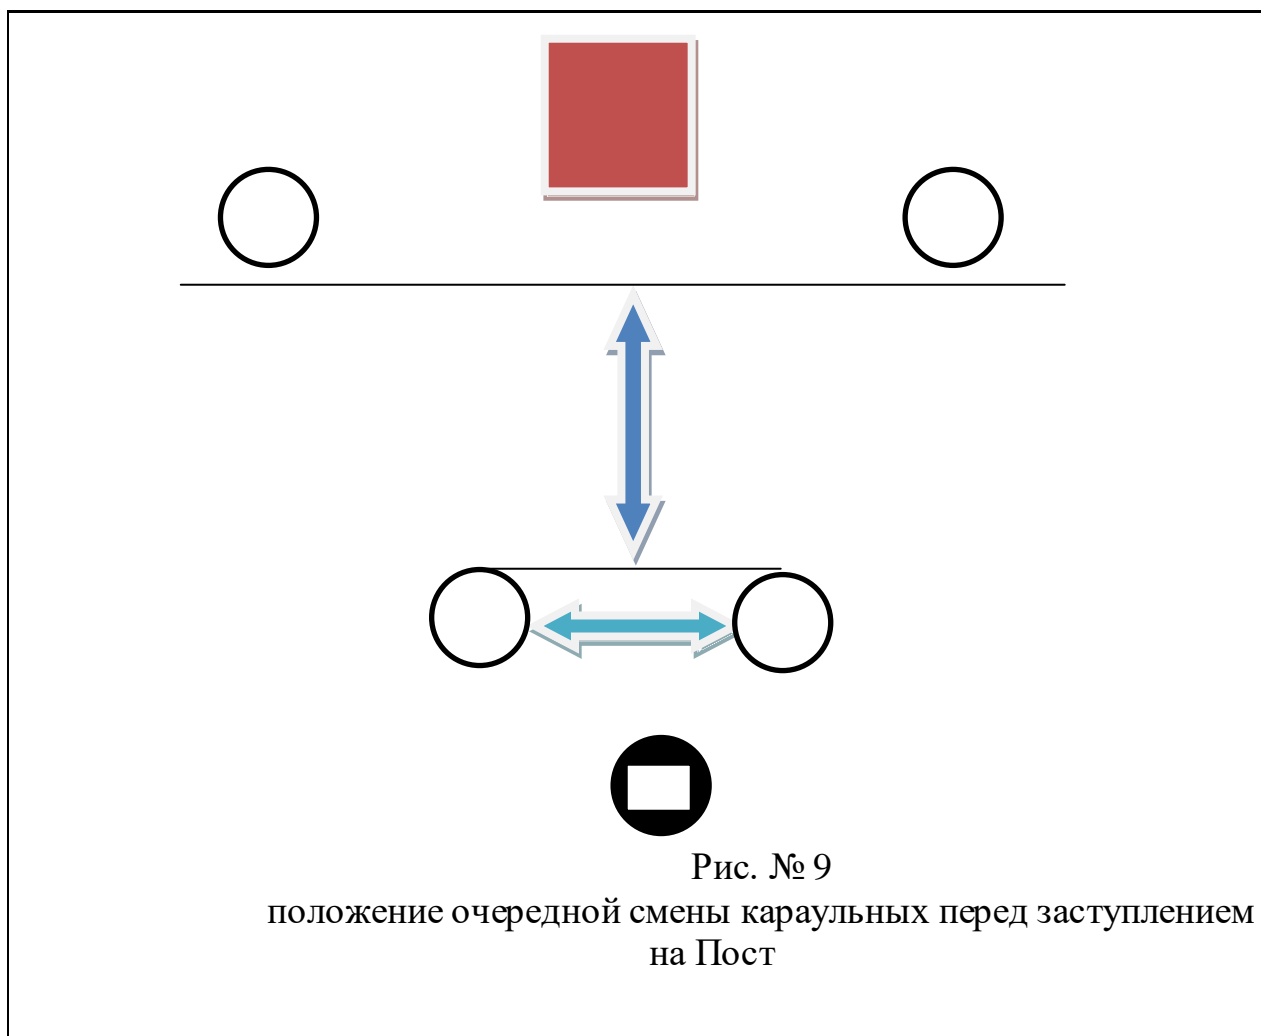 Рис. № 9
положение очередной смены караульных перед заступлением
на Пост